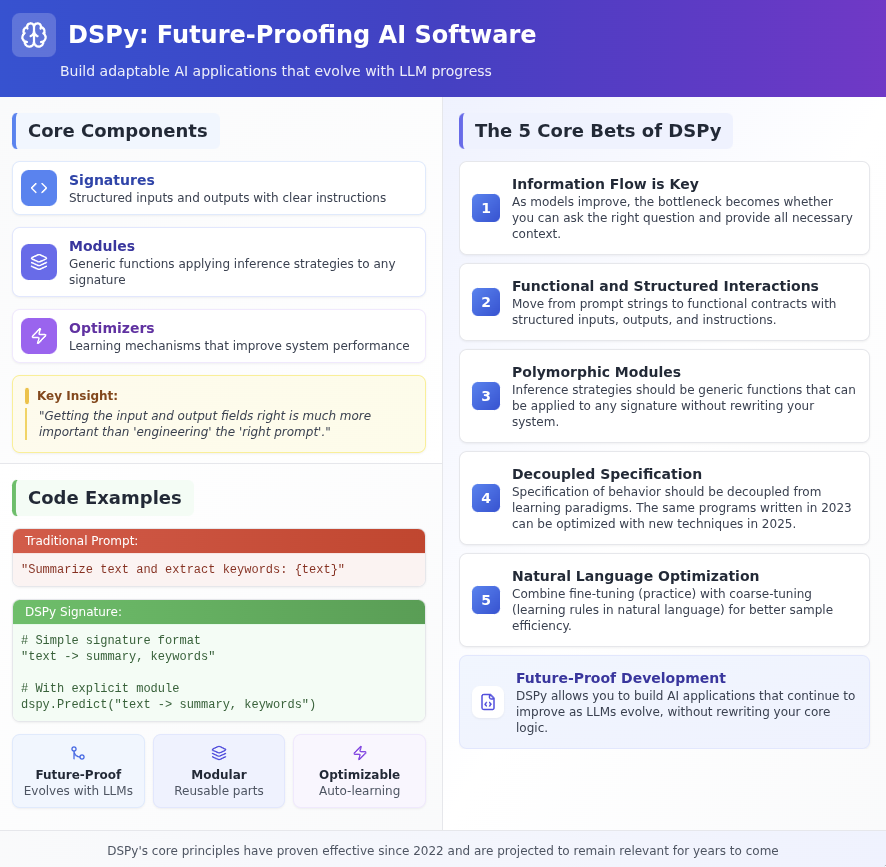 DSPy: Future-Proofing AI Software
Build adaptable AI applications that evolve with LLM progress
Core Components
Signatures
Structured inputs and outputs with clear instructions
Modules
Generic functions applying inference strategies to any
signature
Optimizers
Learning mechanisms that improve system performance
Key Insight:
"Getting the input and output fields right is much more
important than 'engineering' the 'right prompt'."
Code Examples
Traditional Prompt:
"Summarize text and extract keywords: {text}"
DSPy Signature:
# Simple signature format
"text -> summary, keywords"
# With explicit module
dspy.Predict("text -> summary, keywords")
Future-Proof
Evolves with LLMs
Modular
Reusable parts
Optimizable
Auto-learning
The 5 Core Bets of DSPy
1
Information Flow is Key
As models improve, the bottleneck becomes whether
you can ask the right question and provide all necessary
context.
2
Functional and Structured Interactions
Move from prompt strings to functional contracts with
structured inputs, outputs, and instructions.
3
Polymorphic Modules
Inference strategies should be generic functions that can
be applied to any signature without rewriting your
system.
4
Decoupled Specification
Specification of behavior should be decoupled from
learning paradigms. The same programs written in 2023
can be optimized with new techniques in 2025.
5
Natural Language Optimization
Combine fine-tuning (practice) with coarse-tuning
(learning rules in natural language) for better sample
efficiency.
Future-Proof Development
DSPy allows you to build AI applications that continue to
improve as LLMs evolve, without rewriting your core
logic.
DSPy's core principles have proven effective since 2022 and are projected to remain relevant for years to come